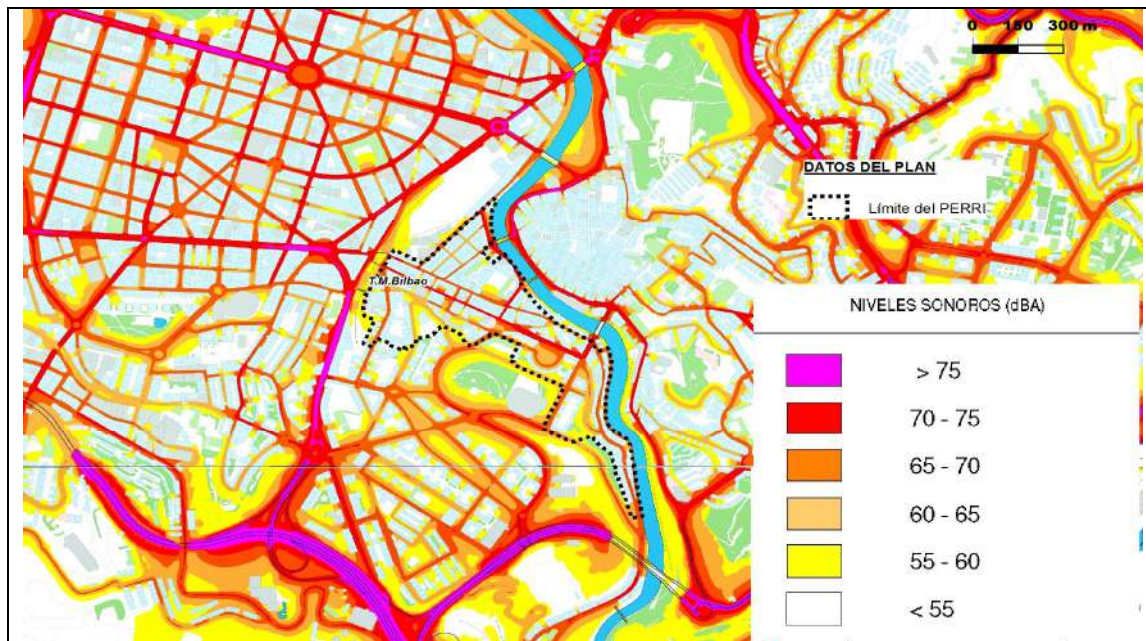 0 150 300 m
DATOS DEL PLAN
Límite del PERRI
T.M.Bilbao
NIVELES SONOROS (dBA)
> 75
70 - 75
65 - 70
60 - 65
55 - 60
< 55